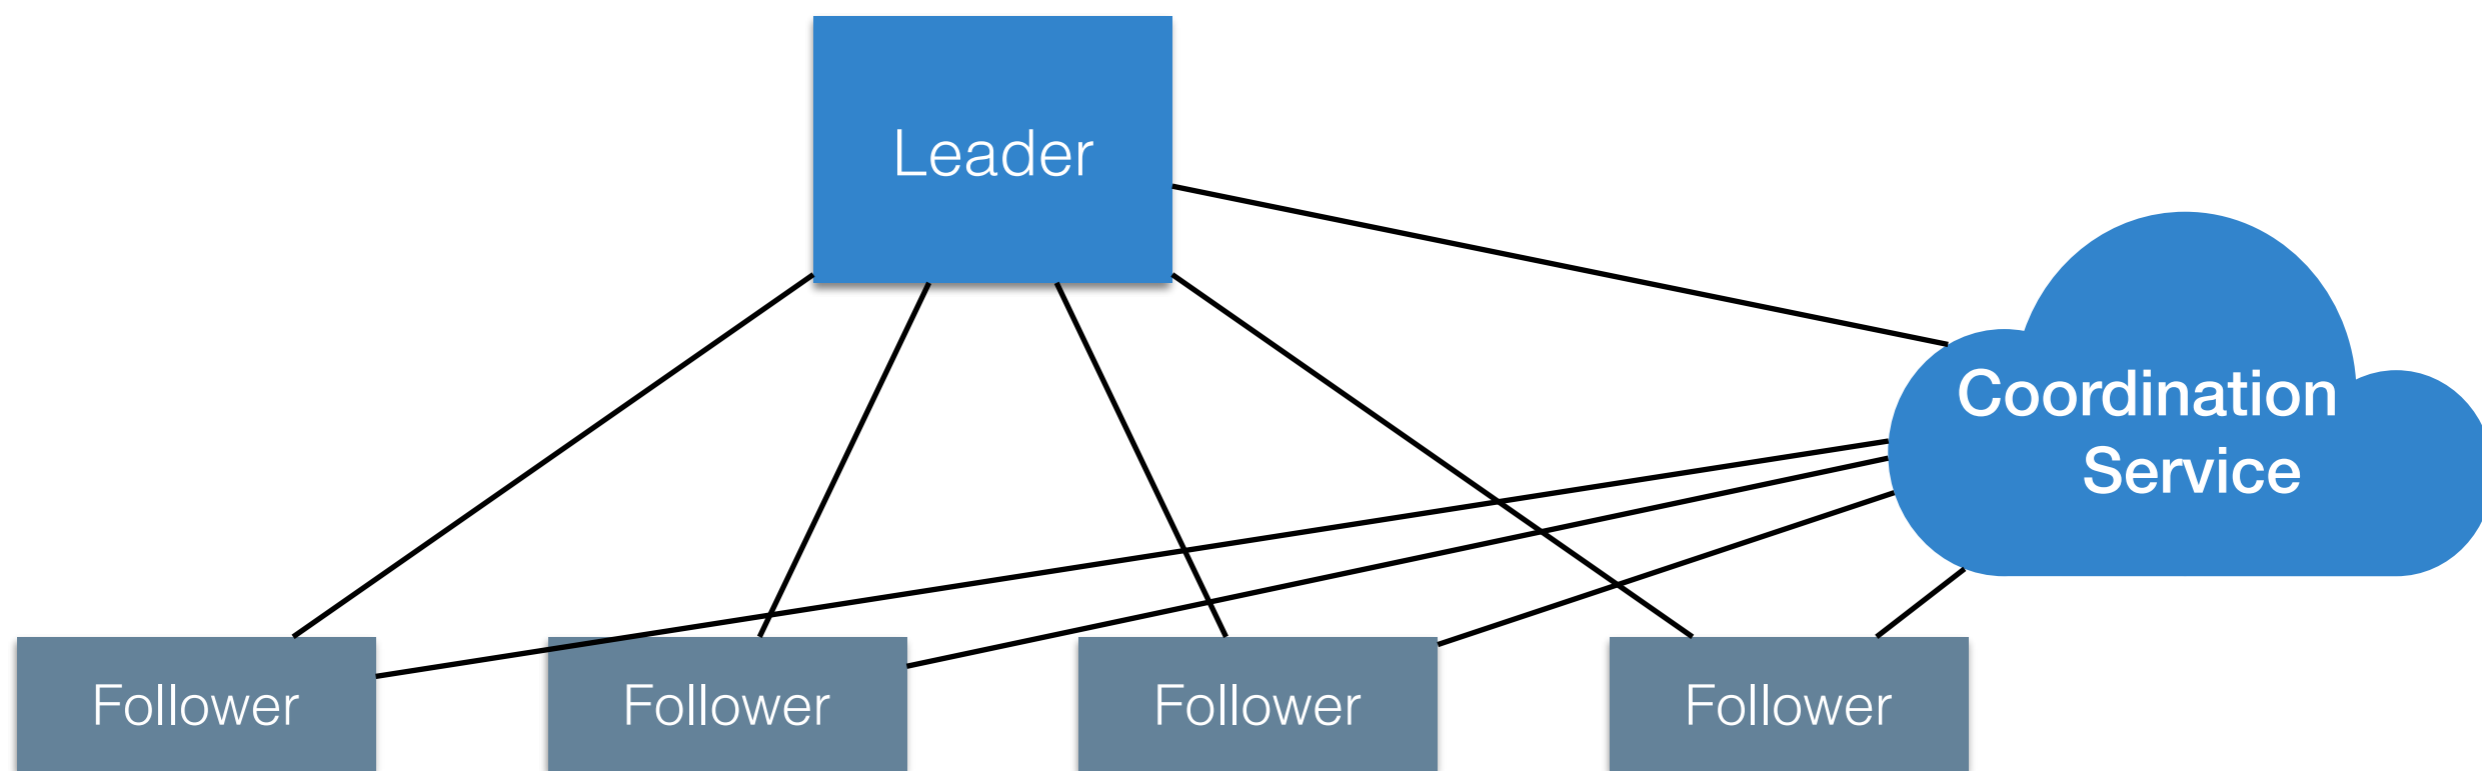 Leader
Coordination
Service
Follower
Follower
Follower
Follower